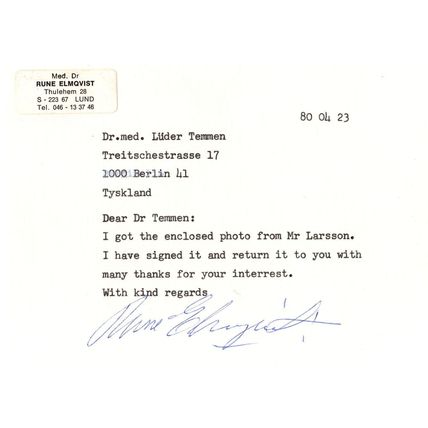 Med. Dr
RUNE ELMQVIST
Thulehem 28
S - 223 67 LUND
Tel. 046 - 13 37 46
80 04 23
Dr.med. Lüder Temmen
Treitschestrasse 17
1000 Berlin 41
Tyskland
Dear Dr Temmen:
I got the enclosed photo from Mr Larsson.
I have signed it and return it to you with
many thanks for your interrest.
With kind regards
Rune Elmqvist